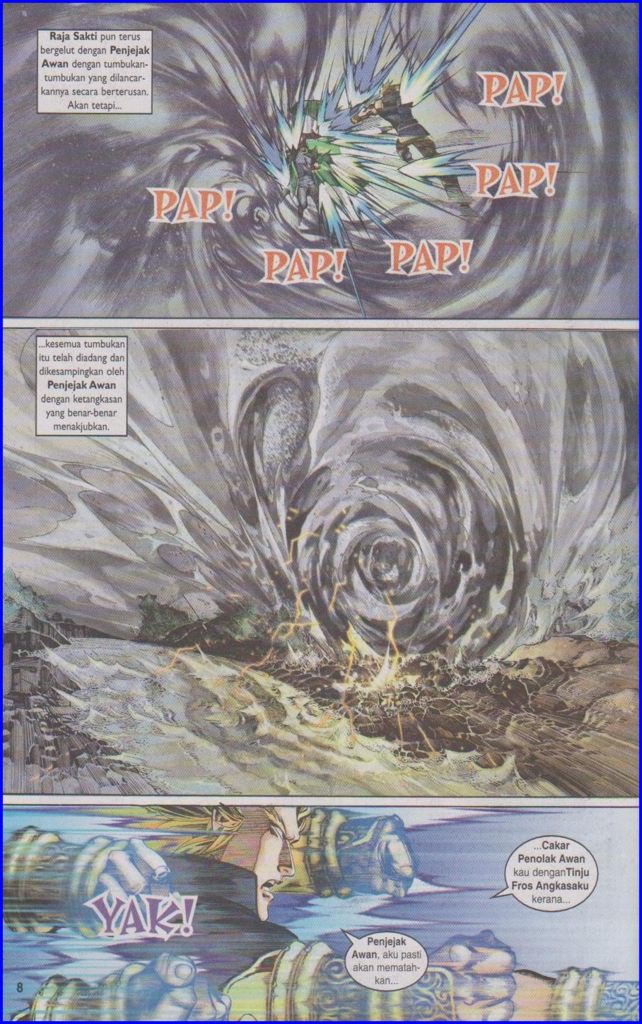 Raja Sakti pun terus
bergelut dengan Penjejak
Awan dengan tumbukan-
tumbukan yang dilancar-
kannya secara berterusan.
Akan tetapi...
PAP!
PAP!
PAP!
PAP!
PAP!
...kesemua tumbukan
itu telah diadang dan
dikesampingkan oleh
Penjejak Awan
dengan ketangkasan
yang benar-benar
menakjubkan.
YAK!
Penjejak
Awan, aku pasti
akan mematah-
kan...
...Cakar
Penolak Awan
kau denganTinju
Fros Angkasaku
kerana...
8